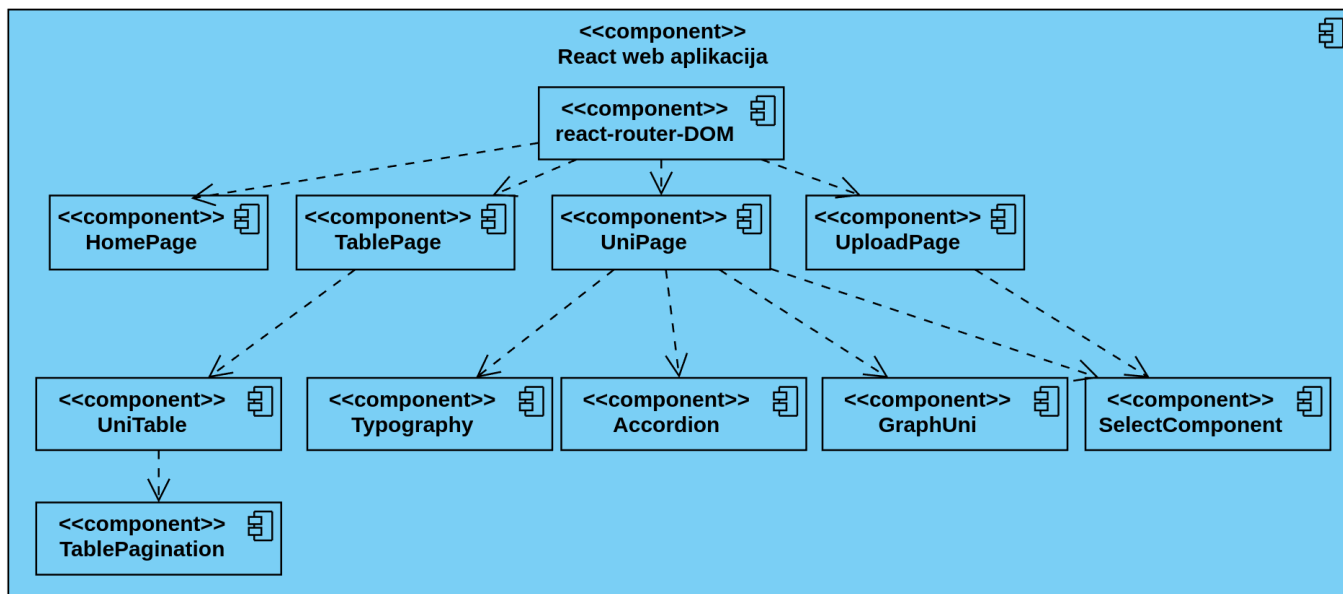 <<component>>
React web aplikacija
<<component>>
react-router-DOM
<<component>>
HomePage
<<component>>
TablePage
<<component>>
UniPage
<<component>>
UploadPage
<<component>>
UniTable
<<component>>
Typography
<<component>>
Accordion
<<component>>
GraphUni
<<component>>
SelectComponent
<<component>>
TablePagination